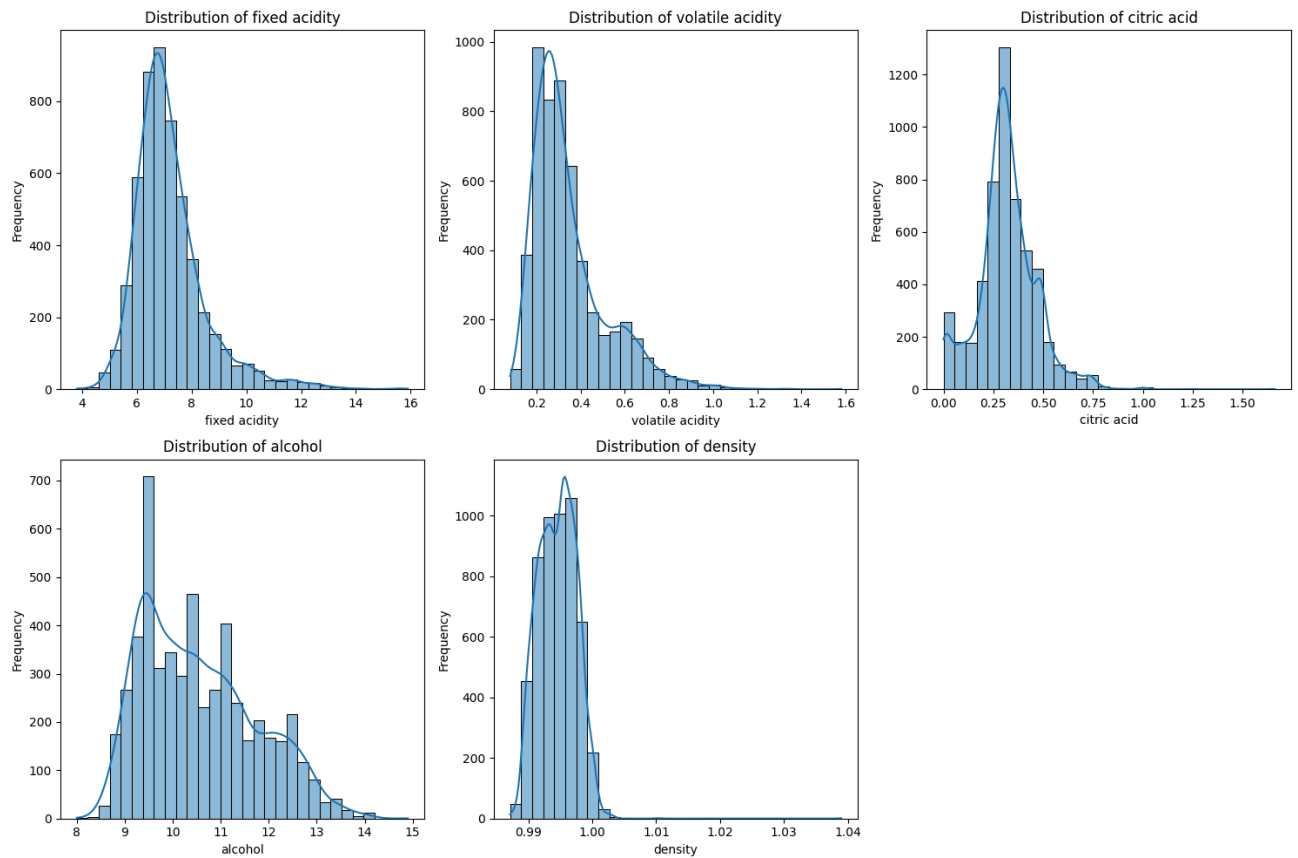 Distribution of fixed acidity
Frequency
800
600
400
200
0
4 6 8 10 12 14 16
fixed acidity
Distribution of volatile acidity
Frequency
1000
800
600
400
200
0
0.2 0.4 0.6 0.8 1.0 1.2 1.4 1.6
volatile acidity
Distribution of citric acid
Frequency
1200
1000
800
600
400
200
0
0.00 0.25 0.50 0.75 1.00 1.25 1.50
citric acid
Distribution of alcohol
Frequency
700
600
500
400
300
200
100
0
8 9 10 11 12 13 14 15
alcohol
Distribution of density
Frequency
1000
800
600
400
200
0
0.99 1.00 1.01 1.02 1.03 1.04
density